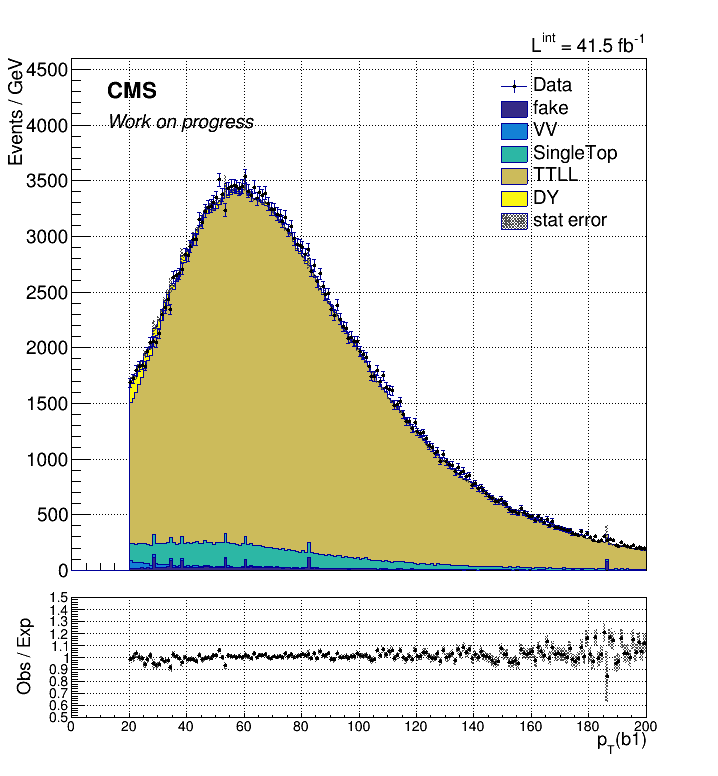 L^int = 41.5 fb^-1
Events / GeV
4500
4000
3500
3000
2500
2000
1500
1000
500
0
CMS
Work on progress
Data
fake
VV
SingleTop
TTLL
DY
stat error
Obs / Exp
1.5
1.4
1.3
1.2
1.1
1
0.9
0.8
0.7
0.6
0.5
0 20 40 60 80 100 120 140 160 180 200
p_T(b1)